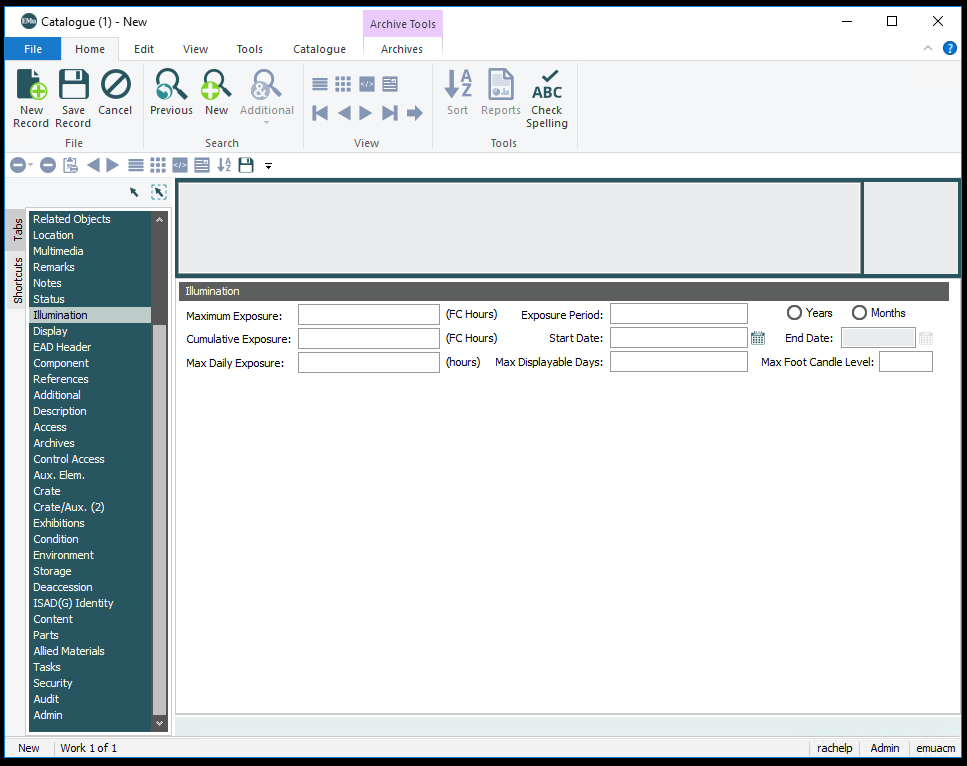 EMu Catalogue (1) - New
Archive Tools
File Home Edit View Tools Catalogue Archives
?
New Record
Save Record
Cancel
Previous
New
Additional
</>
A Z
Sort
Reports
ABC
Check Spelling
File Search View Tools
</>
A Z
Tabs
Shortcuts
Related Objects
Location
Multimedia
Remarks
Notes
Status
Illumination
Display
EAD Header
Component
References
Additional
Description
Access
Archives
Control Access
Aux. Elem.
Crate
Crate/Aux. (2)
Exhibitions
Condition
Environment
Storage
Deaccession
ISAD(G) Identity
Content
Parts
Allied Materials
Tasks
Security
Audit
Admin
Illumination
Maximum Exposure: (FC Hours) Exposure Period: Years Months
Cumulative Exposure: (FC Hours) Start Date: End Date:
Max Daily Exposure: (hours) Max Displayable Days: Max Foot Candle Level:
New Work 1 of 1 rachelp Admin emuacm